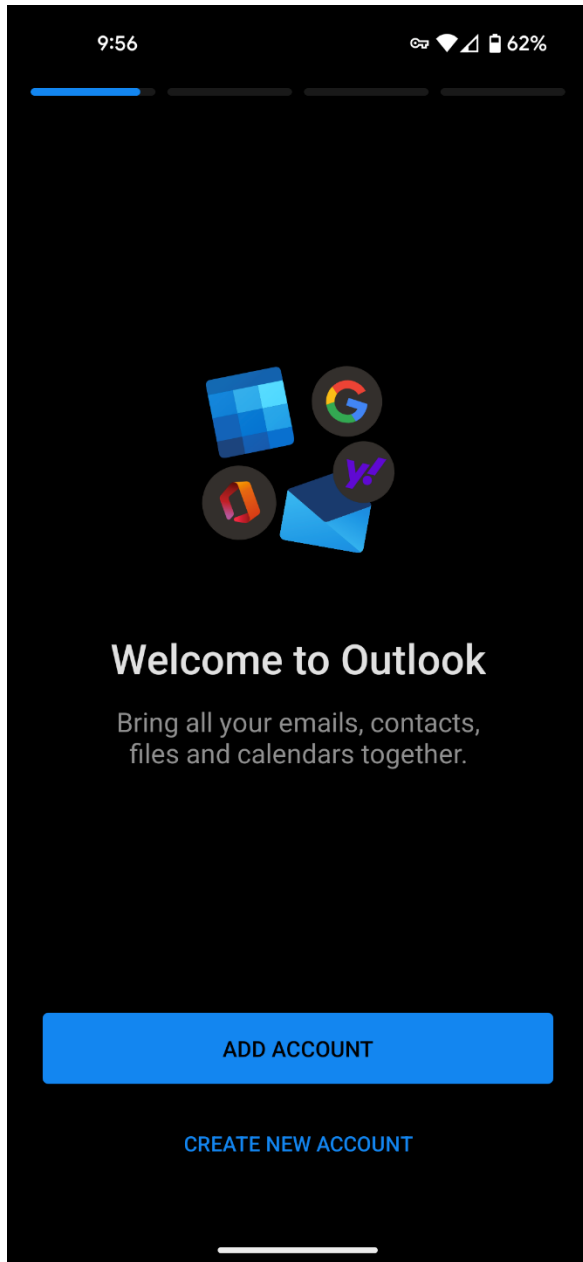 9:56 62%
Y!
Welcome to Outlook
Bring all your emails, contacts,
files and calendars together.
ADD ACCOUNT
CREATE NEW ACCOUNT